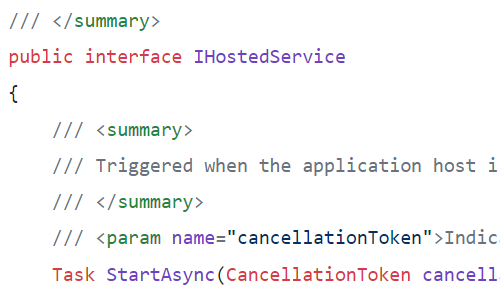 /// </summary>
public interface IHostedService
{
/// <summary>
/// Triggered when the application host i
/// </summary>
/// <param name="cancellationToken">Indic
Task StartAsync(CancellationToken cancell